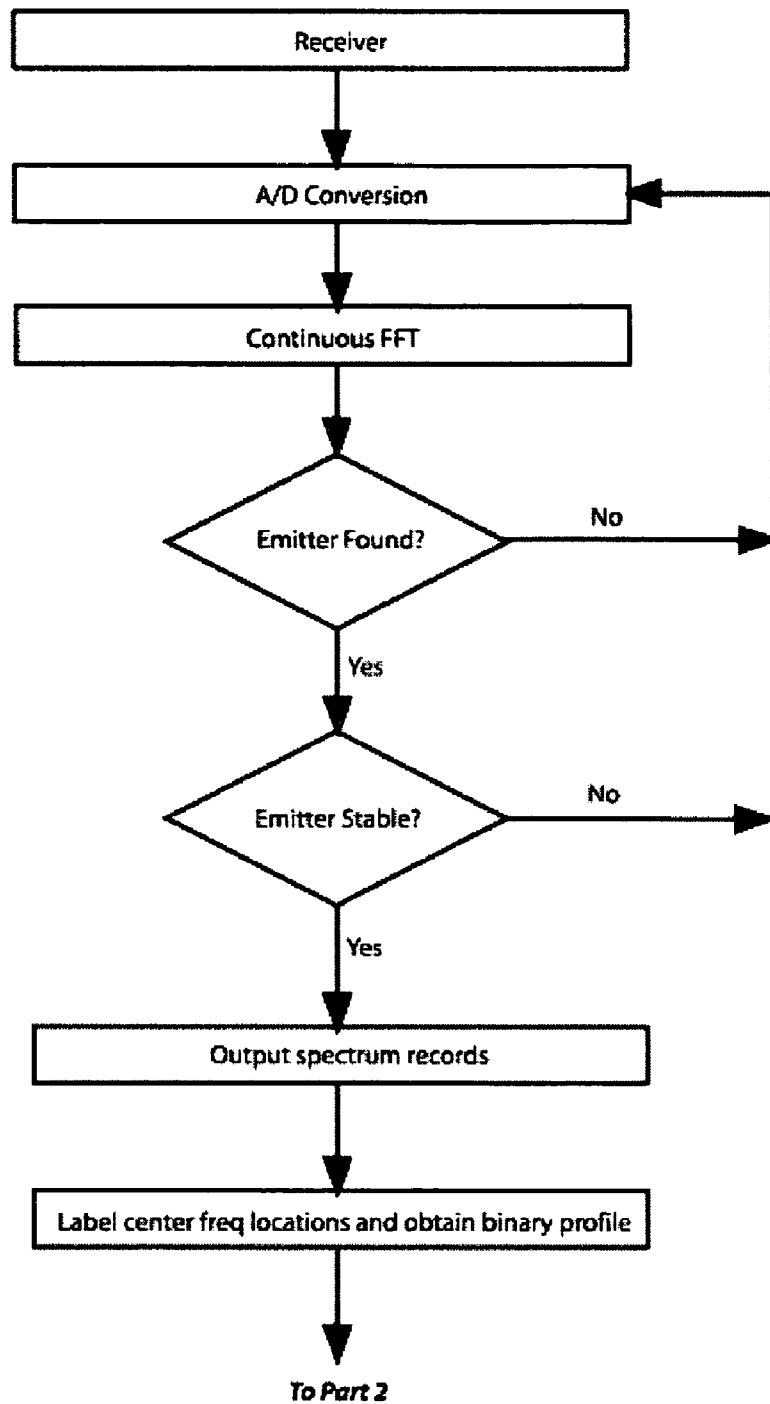 Receiver
A/D Conversion
Continuous FFT
Emitter Found?
No
Yes
Emitter Stable?
No
Yes
Output spectrum records
Label center freq locations and obtain binary profile
To Part 2